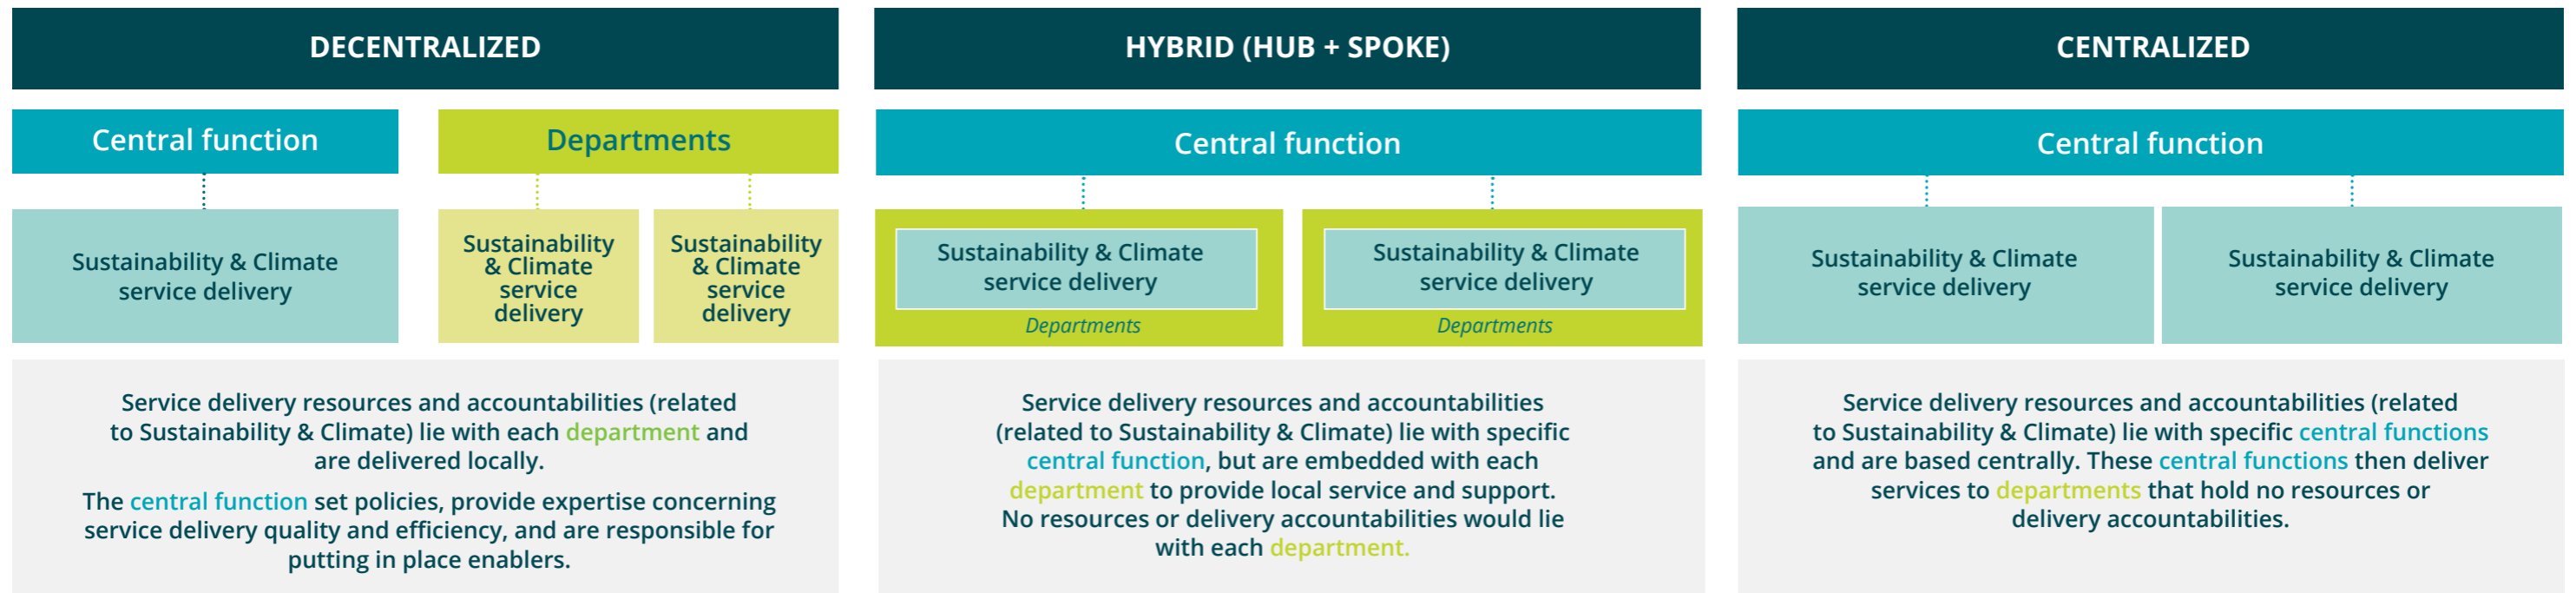 DECENTRALIZED
Central function
Departments
Sustainability & Climate
service delivery
Sustainability
& Climate
service
delivery
Sustainability
& Climate
service
delivery
Service delivery resources and accountabilities (related
to Sustainability & Climate) lie with each department and
are delivered locally.
The central function set policies, provide expertise concerning
service delivery quality and efficiency, and are responsible for
putting in place enablers.
HYBRID (HUB + SPOKE)
Central function
Sustainability & Climate
service delivery
Departments
Sustainability & Climate
service delivery
Departments
Service delivery resources and accountabilities
(related to Sustainability & Climate) lie with specific
central function, but are embedded with each
department to provide local service and support.
No resources or delivery accountabilities would lie
with each department.
CENTRALIZED
Central function
Sustainability & Climate
service delivery
Sustainability & Climate
service delivery
Service delivery resources and accountabilities (related
to Sustainability & Climate) lie with specific central functions
and are based centrally. These central functions then deliver
services to departments that hold no resources or
delivery accountabilities.